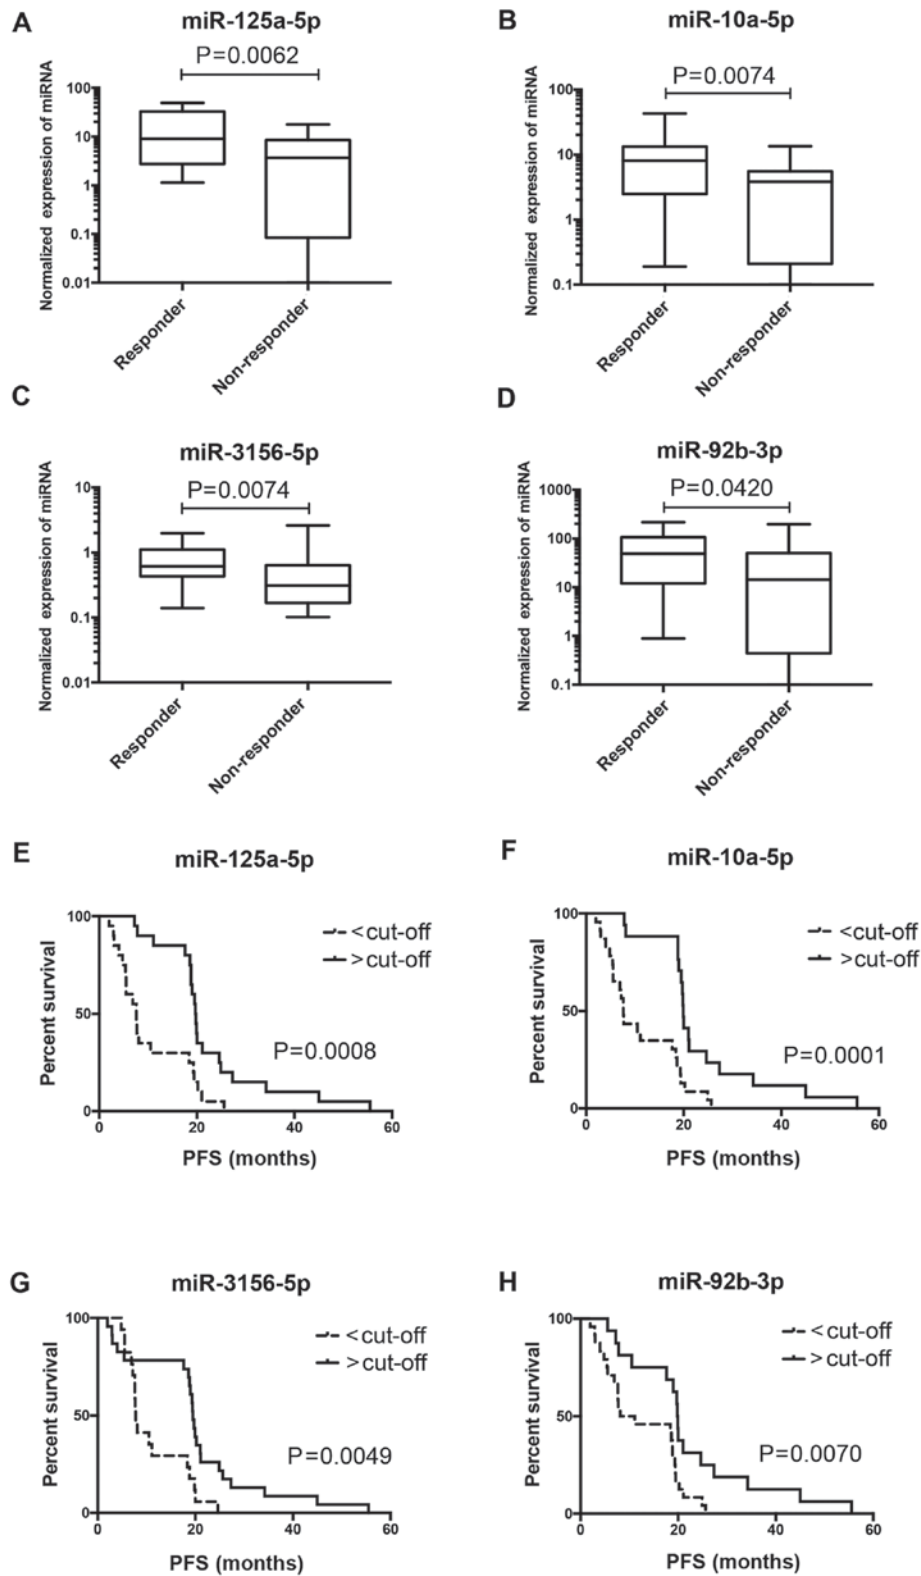 A
miR-125a-5p
P=0.0062
Normalized expression of miRNA
100
10
1
0.1
0.01
Responder
Non-responder
B
miR-10a-5p
P=0.0074
Normalized expression of miRNA
100
10
1
0.1
Responder
Non-responder
C
miR-3156-5p
P=0.0074
Normalized expression of miRNA
10
1
0.1
0.01
Responder
Non-responder
D
miR-92b-3p
P=0.0420
Normalized expression of miRNA
1000
100
10
1
0.1
Responder
Non-responder
E
miR-125a-5p
Percent survival
100
50
0
<cut-off
>cut-off
P=0.0008
0 20 40 60
PFS (months)
F
miR-10a-5p
Percent survival
100
50
0
<cut-off
>cut-off
P=0.0001
0 20 40 60
PFS (months)
G
miR-3156-5p
Percent survival
100
50
0
<cut-off
>cut-off
P=0.0049
0 20 40 60
PFS (months)
H
miR-92b-3p
Percent survival
100
50
0
<cut-off
>cut-off
P=0.0070
0 20 40 60
PFS (months)